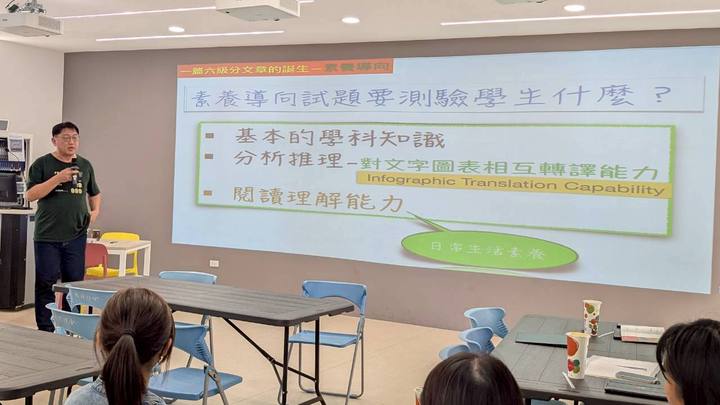 一篇六級分文章的誕生－素養導向
素養導向試題要測驗學生什麼？
基本的學科知識
分析推理-對文字圖表相互轉譯能力
Infographic Translation Capability
閱讀理解能力
日常生活素養